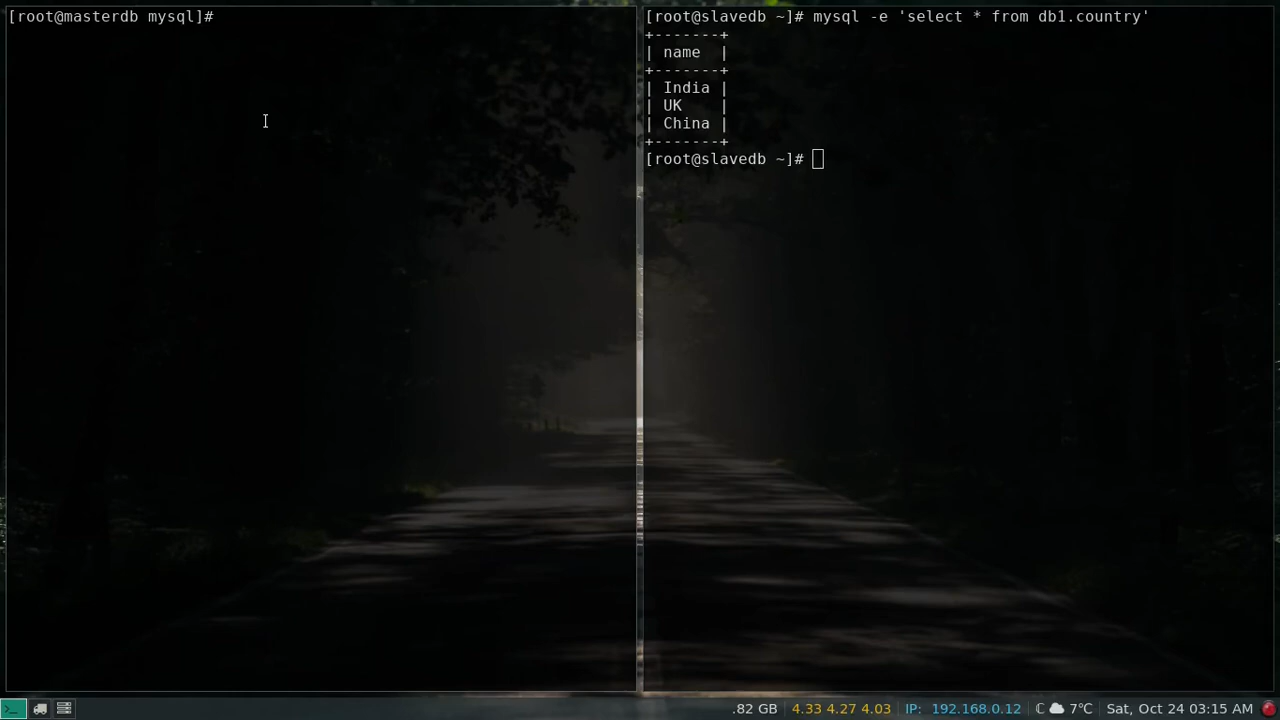 [root@masterdb mysql]#
[root@slavedb ~]# mysql -e 'select * from db1.country'
+-------+
| name  |
+-------+
| India |
| UK    |
| China |
+-------+
[root@slavedb ~]#
>_ .82 GB 4.33 4.27 4.03 IP: 192.168.0.12 ☾ ☁ 7℃ Sat, Oct 24 03:15 AM